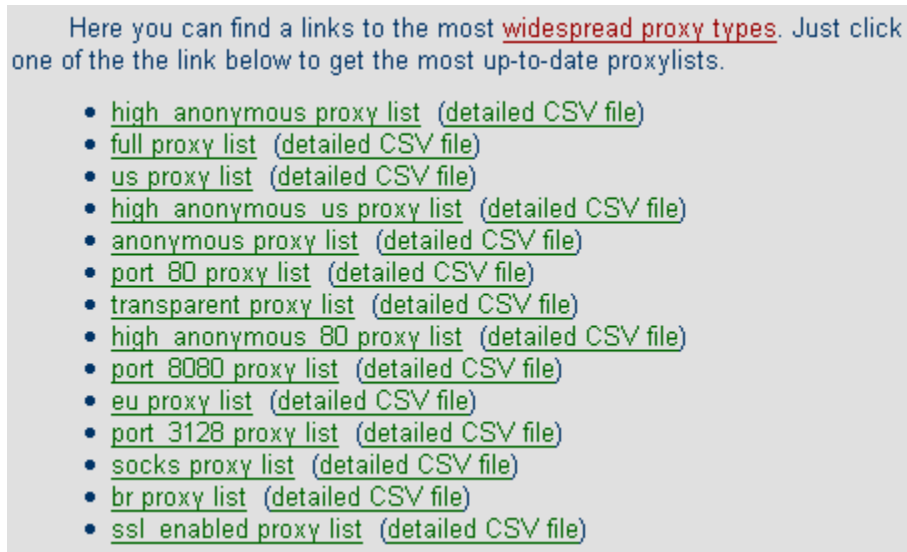 Here you can find a links to the most widespread proxy types. Just click
one of the the link below to get the most up-to-date proxylists.
• high anonymous proxy list (detailed CSV file)
• full proxy list (detailed CSV file)
• us proxy list (detailed CSV file)
• high anonymous us proxy list (detailed CSV file)
• anonymous proxy list (detailed CSV file)
• port 80 proxy list (detailed CSV file)
• transparent proxy list (detailed CSV file)
• high anonymous 80 proxy list (detailed CSV file)
• port 8080 proxy list (detailed CSV file)
• eu proxy list (detailed CSV file)
• port 3128 proxy list (detailed CSV file)
• socks proxy list (detailed CSV file)
• br proxy list (detailed CSV file)
• ssl enabled proxy list (detailed CSV file)